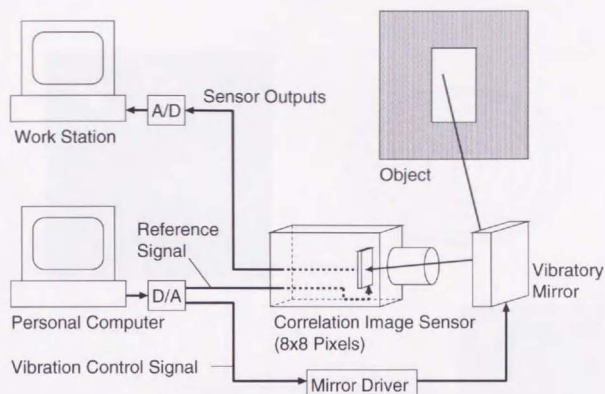 Sensor Outputs
A/D
Work Station
Object
Reference
Signal
D/A
Personal Computer
Vibratory
Mirror
Correlation Image Sensor
(8x8 Pixels)
Vibration Control Signal
Mirror Driver